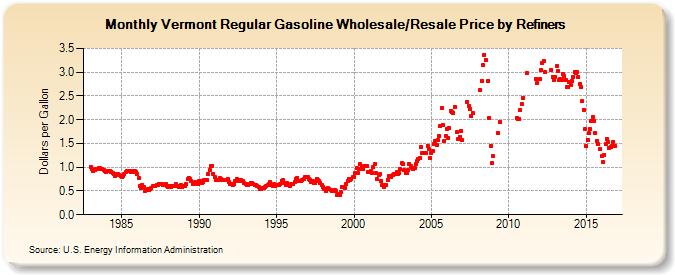 Monthly Vermont Regular Gasoline Wholesale/Resale Price by Refiners
Dollars per Gallon
3.5
3.0
2.5
2.0
1.5
1.0
0.5
0.0
1985 1990 1995 2000 2005 2010 2015
Source: U.S. Energy Information Administration